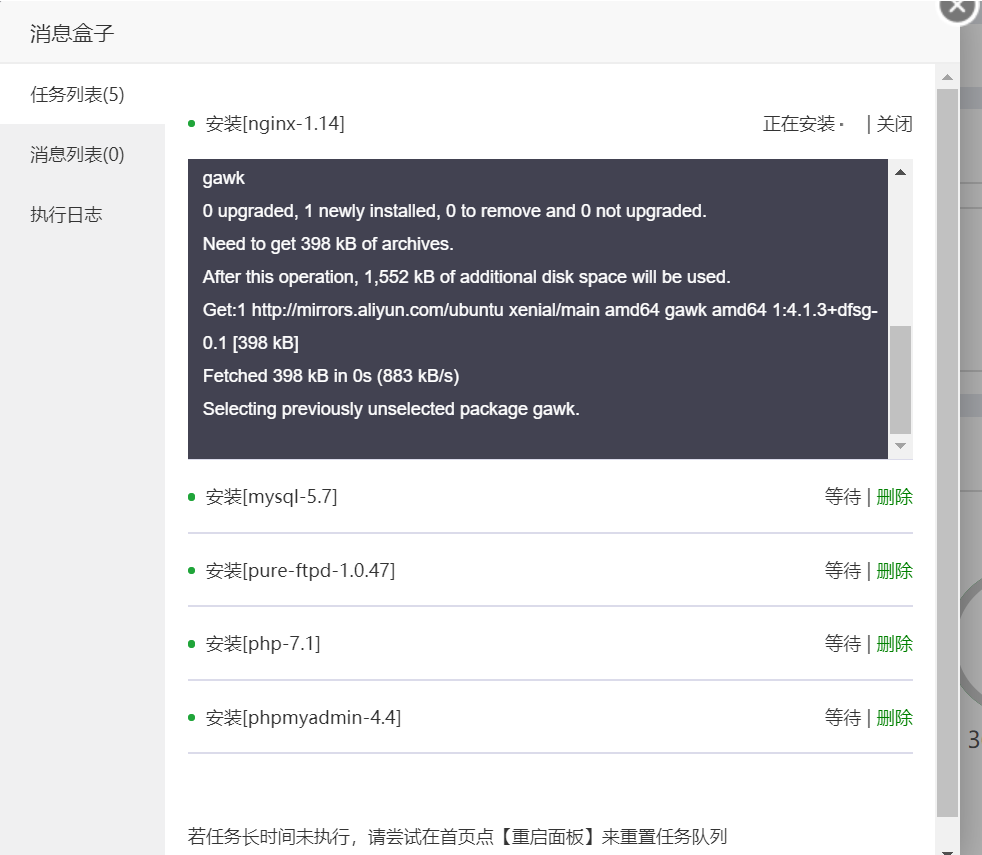 消息盒子
任务列表(5)
消息列表(0)
执行日志
安装[nginx-1.14] 正在安装· | 关闭
gawk
0 upgraded, 1 newly installed, 0 to remove and 0 not upgraded.
Need to get 398 kB of archives.
After this operation, 1,552 kB of additional disk space will be used.
Get:1 http://mirrors.aliyun.com/ubuntu xenial/main amd64 gawk amd64 1:4.1.3+dfsg-
0.1 [398 kB]
Fetched 398 kB in 0s (883 kB/s)
Selecting previously unselected package gawk.
安装[mysql-5.7] 等待 | 删除
安装[pure-ftpd-1.0.47] 等待 | 删除
安装[php-7.1] 等待 | 删除
安装[phpmyadmin-4.4] 等待 | 删除
3
若任务长时间未执行，请尝试在首页点【重启面板】来重置任务队列